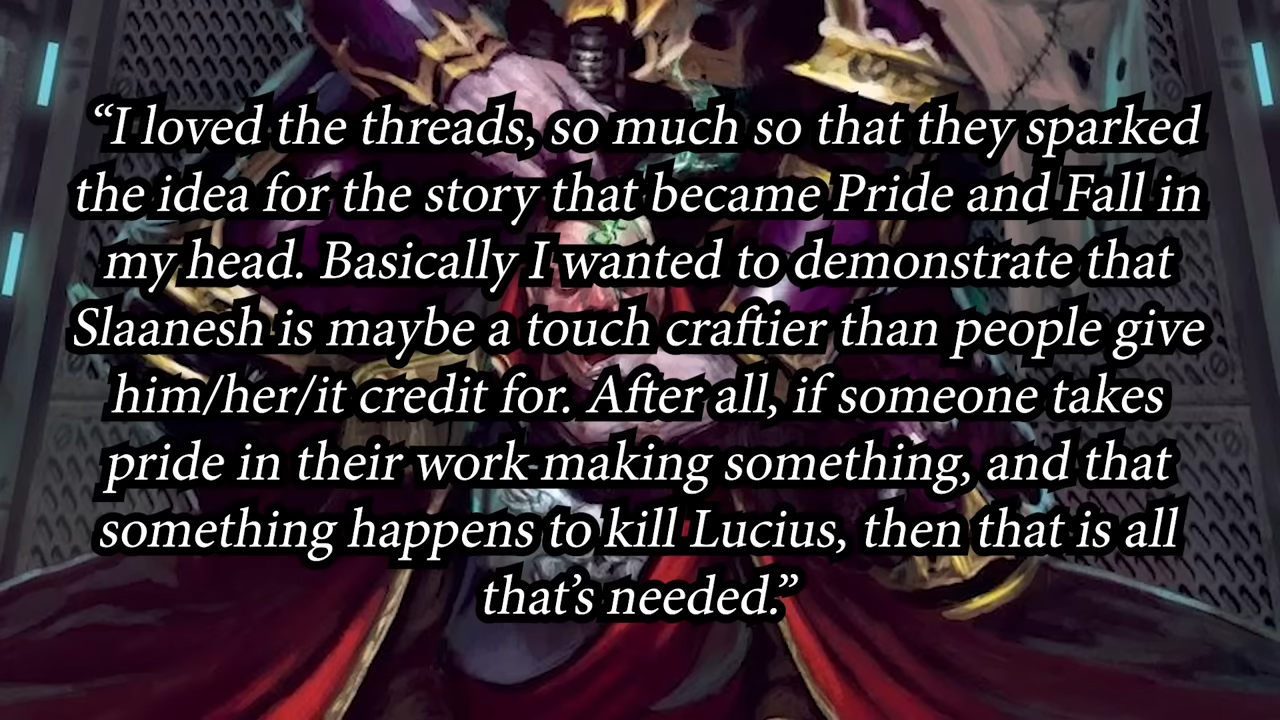 “I loved the threads, so much so that they sparked
the idea for the story that became Pride and Fall in
my head. Basically I wanted to demonstrate that
Slaanesh is maybe a touch craftier than people give
him/her/it credit for. After all, if someone takes
pride in their work making something, and that
something happens to kill Lucius, then that is all
that’s needed.”